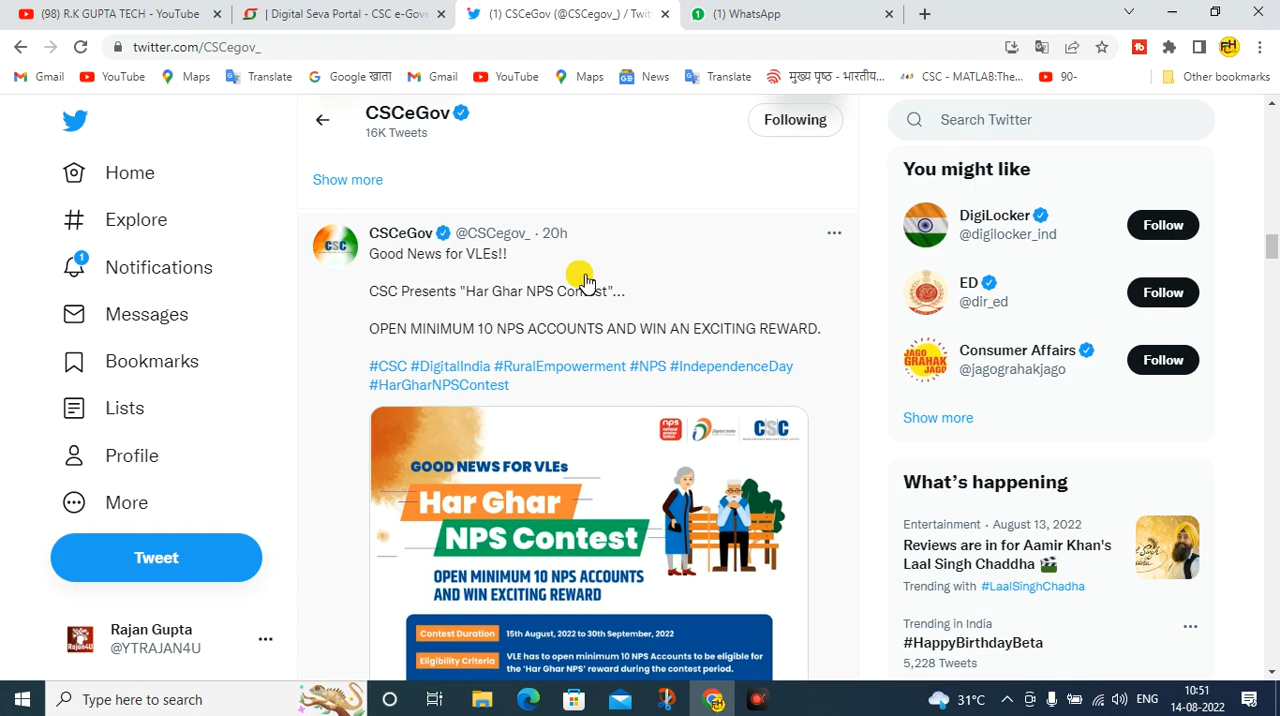 (98) R.K GUPTA TECH - YouTube
| Digital Seva Portal - CSC e-Gove
CSCeGov (@CSCegov_) / Twit
(1) WhatsApp
twitter.com/CSCegov_
Gmail
YouTube
Maps
Translate
Google खाता
Gmail
YouTube
Maps
News
Translate
मुख्य पृष्ठ - भारतीय...
CSC - MATLAB:The...
90-
Other bookmarks
CSCeGov
16K Tweets
Following
Search Twitter
Home
Explore
1
Notifications
Messages
Bookmarks
Lists
Profile
More
Tweet
Rajan Gupta
@YTRAJAN4U
Show more
CSCeGov @CSCegov_ · 20h
Good News for VLEs!!
CSC Presents "Har Ghar NPS Contest"...
OPEN MINIMUM 10 NPS ACCOUNTS AND WIN AN EXCITING REWARD.
#CSC #DigitalIndia #RuralEmpowerment #NPS #IndependenceDay
#HarGharNPSContest
nps
Digital India
CSC
GOOD NEWS FOR VLEs
Har Ghar
NPS Contest
OPEN MINIMUM 10 NPS ACCOUNTS
AND WIN EXCITING REWARD
Contest Duration 15th August, 2022 to 30th September, 2022
Eligibility Criteria VLE has to open minimum 10 NPS Accounts to be eligible for
the 'Har Ghar NPS' reward during the contest period.
You might like
DigiLocker
@digilocker_ind
Follow
ED
@dir_ed
Follow
Consumer Affairs
@jagograhakjago
Follow
JAGO
GRAHAK
JAGO
Show more
What's happening
Entertainment · August 13, 2022
Reviews are in for Aamir Khan's
Laal Singh Chaddha
Trending with #LaalSinghChadha
Trending in India
#HappyBirthdayBeta
5,228 Tweets
Type here to search
31°C
ENG
10:51
14-08-2022